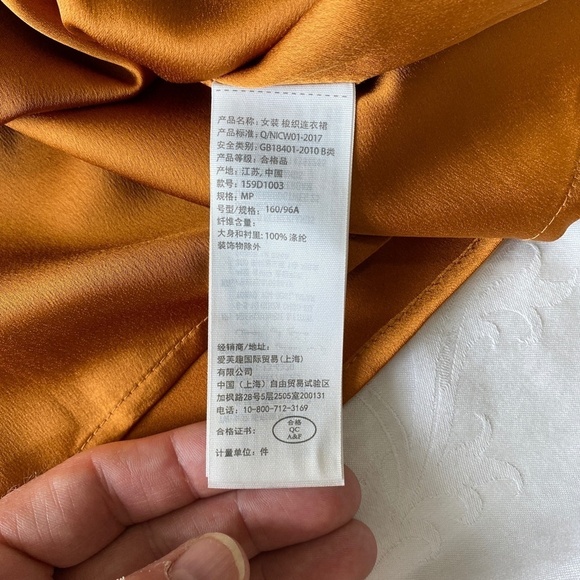 产品名称: 女装 梭织连衣裙
产品标准: Q/NICW01-2017
安全类别: GB18401-2010 B类
产品等级: 合格品
产地: 江苏, 中国
款号: 159D1003
规格: MP
号型/规格: 160/96A
纤维含量:
大身和衬里: 100% 涤纶
装饰物除外
经销商/地址:
爱芙趣国际贸易(上海)
有限公司
中国 (上海) 自由贸易试验区
加枫路28号5层2505室200131
电话: 10-800-712-3169
合格证书:
合格
QC
A&F
计量单位: 件